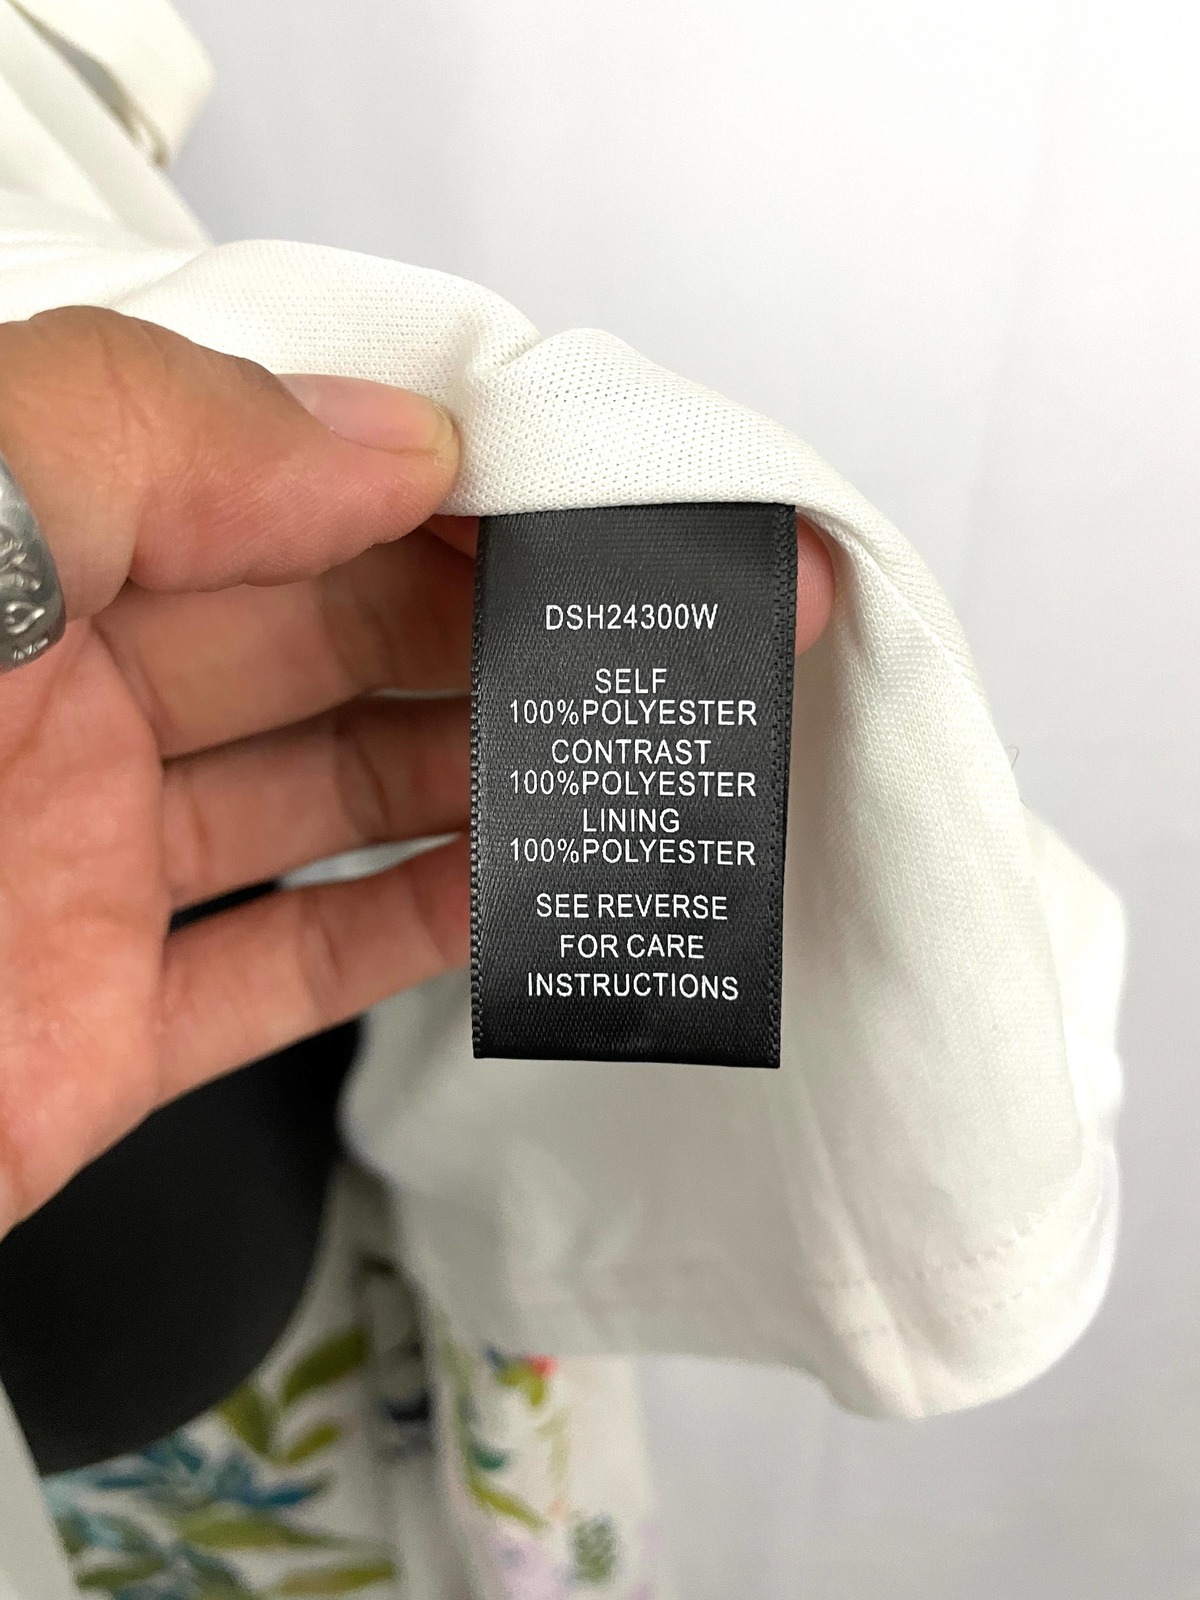 DSH24300W
SELF
100%POLYESTER
CONTRAST
100%POLYESTER
LINING
100%POLYESTER
SEE REVERSE
FOR CARE
INSTRUCTIONS